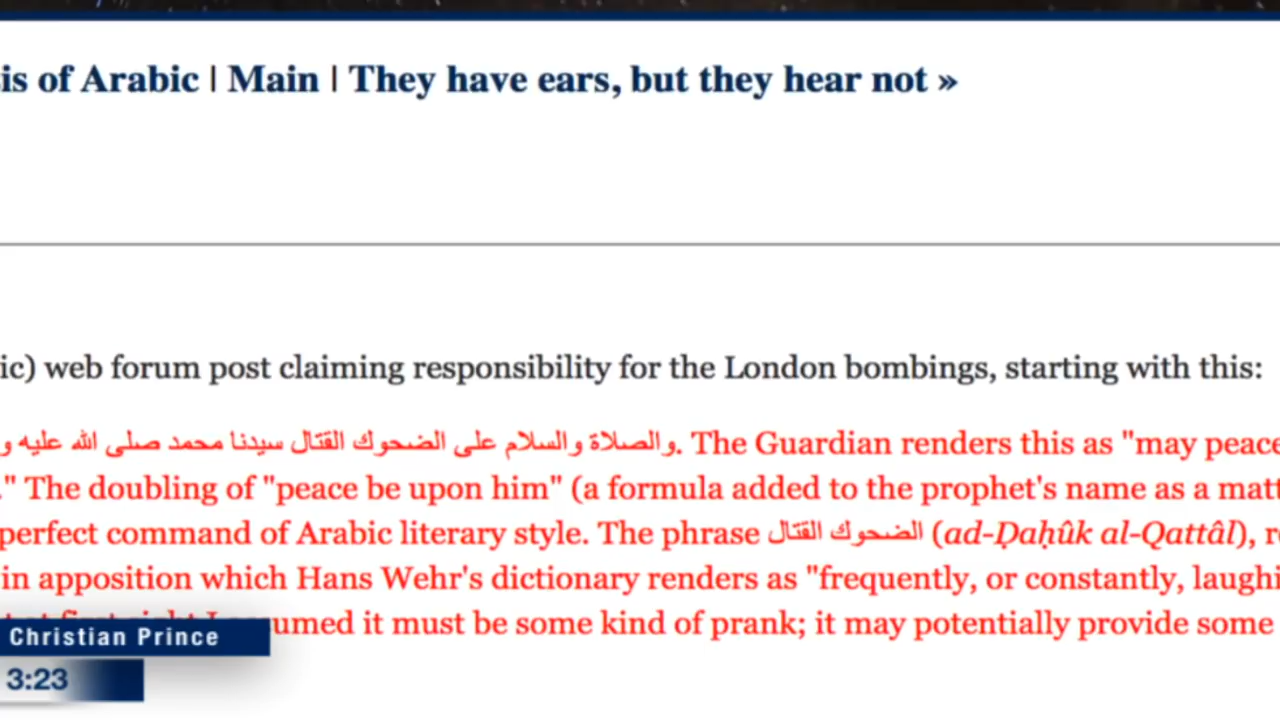 is of Arabic | Main | They have ears, but they hear not »
ic) web forum post claiming responsibility for the London bombings, starting with this:
والصلاة والسلام على الضحوك القتال سيدنا محمد صلى الله عليه و. The Guardian renders this as "may peace
." The doubling of "peace be upon him" (a formula added to the prophet's name as a matt
perfect command of Arabic literary style. The phrase الضحوك القتال (ad-Ḍaḥûk al-Qattâl), r
in apposition which Hans Wehr's dictionary renders as "frequently, or constantly, laughi
umed it must be some kind of prank; it may potentially provide some
Christian Prince
3:23